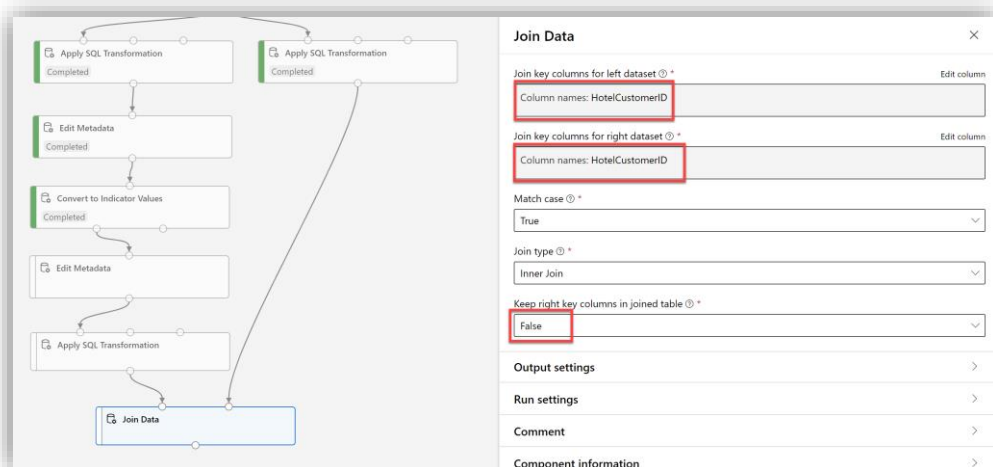 Apply SQL Transformation
Completed
Apply SQL Transformation
Completed
Edit Metadata
Completed
Convert to Indicator Values
Completed
Edit Metadata
Apply SQL Transformation
Join Data
Join Data
Join key columns for left dataset ? *
Edit column
Column names: HotelCustomerID
Join key columns for right dataset ? *
Edit column
Column names: HotelCustomerID
Match case ? *
True
Join type ? *
Inner Join
Keep right key columns in joined table ? *
False
Output settings
Run settings
Comment
Component information